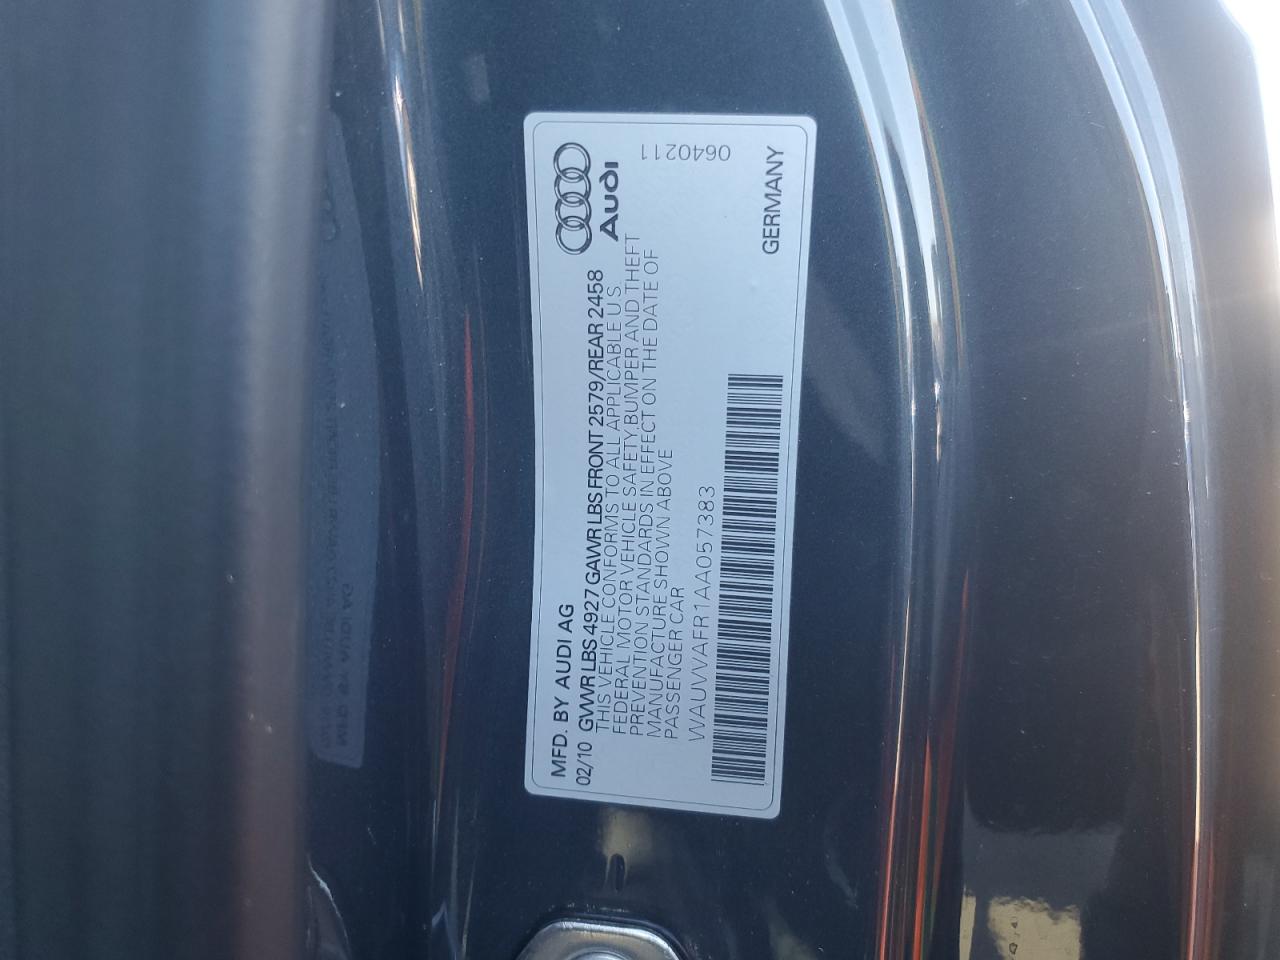 MFD. BY AUDI AG
02/10 GVWR LBS 4927 GAWR LBS FRONT 2579/REAR 2458
THIS VEHICLE CONFORMS TO ALL APPLICABLE U S
FEDERAL MOTOR VEHICLE SAFETY,BUMPER AND THEFT
PREVENTION STANDARDS IN EFFECT ON THE DATE OF
MANUFACTURE SHOWN ABOVE
PASSENGER CAR
WAUVVAFR1AA057383
Audi
0640211
GERMANY